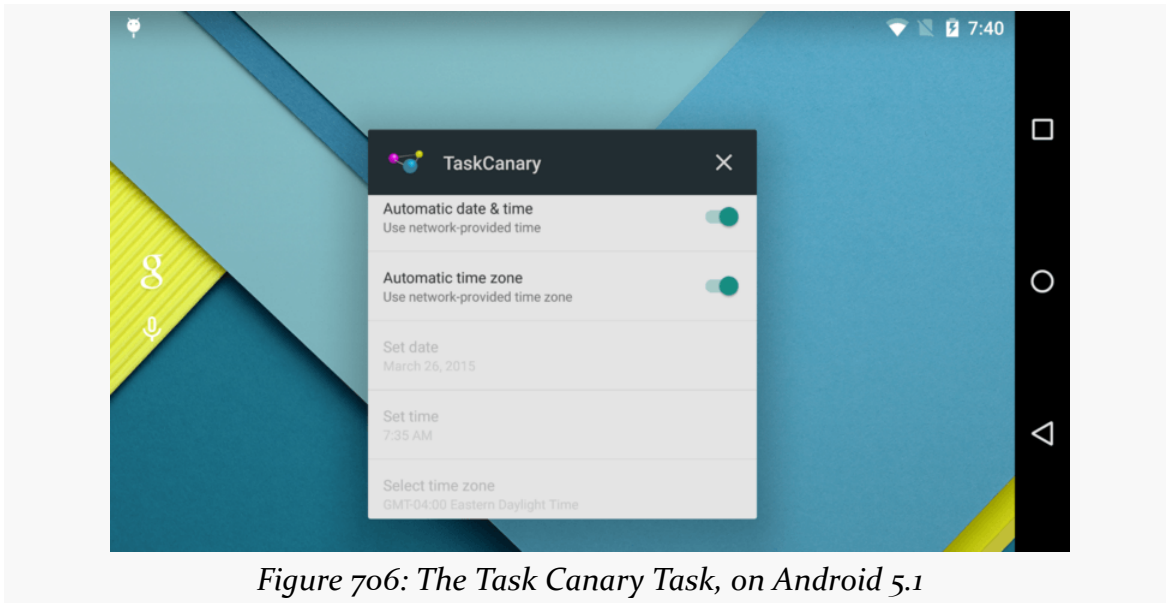 7:40
TaskCanary
Automatic date & time
Use network-provided time
Automatic time zone
Use network-provided time zone
Set date
March 26, 2015
Set time
7:35 AM
Select time zone
GMT-04:00 Eastern Daylight Time
g
Figure 706: The Task Canary Task, on Android 5.1